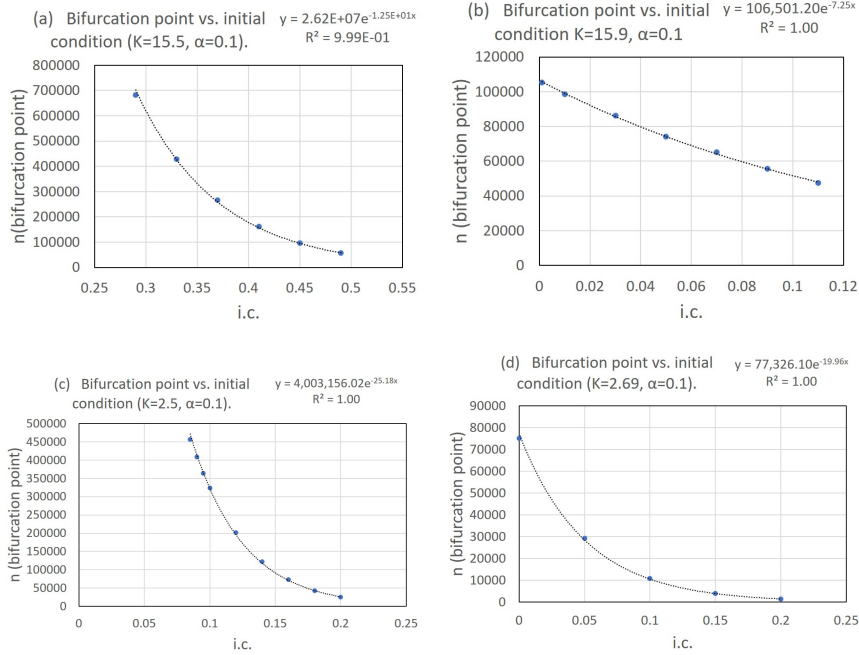 (a) Bifurcation point vs. initial
condition (K=15.5, α=0.1).
y = 2.62E+07e^-1.25E+01x
R² = 9.99E-01
n(bifurcation point)
800000
700000
600000
500000
400000
300000
200000
100000
0
0.25 0.3 0.35 0.4 0.45 0.5 0.55
i.c.
(b) Bifurcation point vs. initial
condition K=15.9, α=0.1
y = 106,501.20e^-7.25x
R² = 1.00
n (bifurcation point)
120000
100000
80000
60000
40000
20000
0
0 0.02 0.04 0.06 0.08 0.1 0.12
i.c.
(c) Bifurcation point vs. initial
condition (K=2.5, α=0.1).
y = 4,003,156.02e^-25.18x
R² = 1.00
n (bifurcation point)
500000
450000
400000
350000
300000
250000
200000
150000
100000
50000
0
0 0.05 0.1 0.15 0.2 0.25
i.c.
(d) Bifurcation point vs. initial
condition (K=2.69, α=0.1).
y = 77,326.10e^-19.96x
R² = 1.00
n (bifurcation point)
90000
80000
70000
60000
50000
40000
30000
20000
10000
0
0 0.05 0.1 0.15 0.2 0.25
i.c.